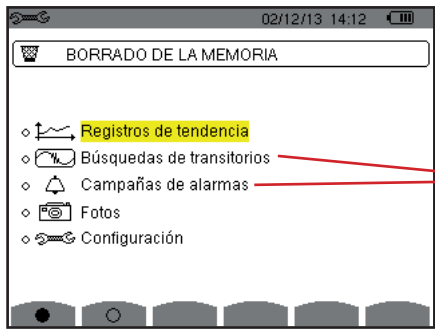 02/12/13 14:12
BORRADO DE LA MEMORIA
Registros de tendencia
Búsquedas de transitorios
Campañas de alarmas
Fotos
Configuración